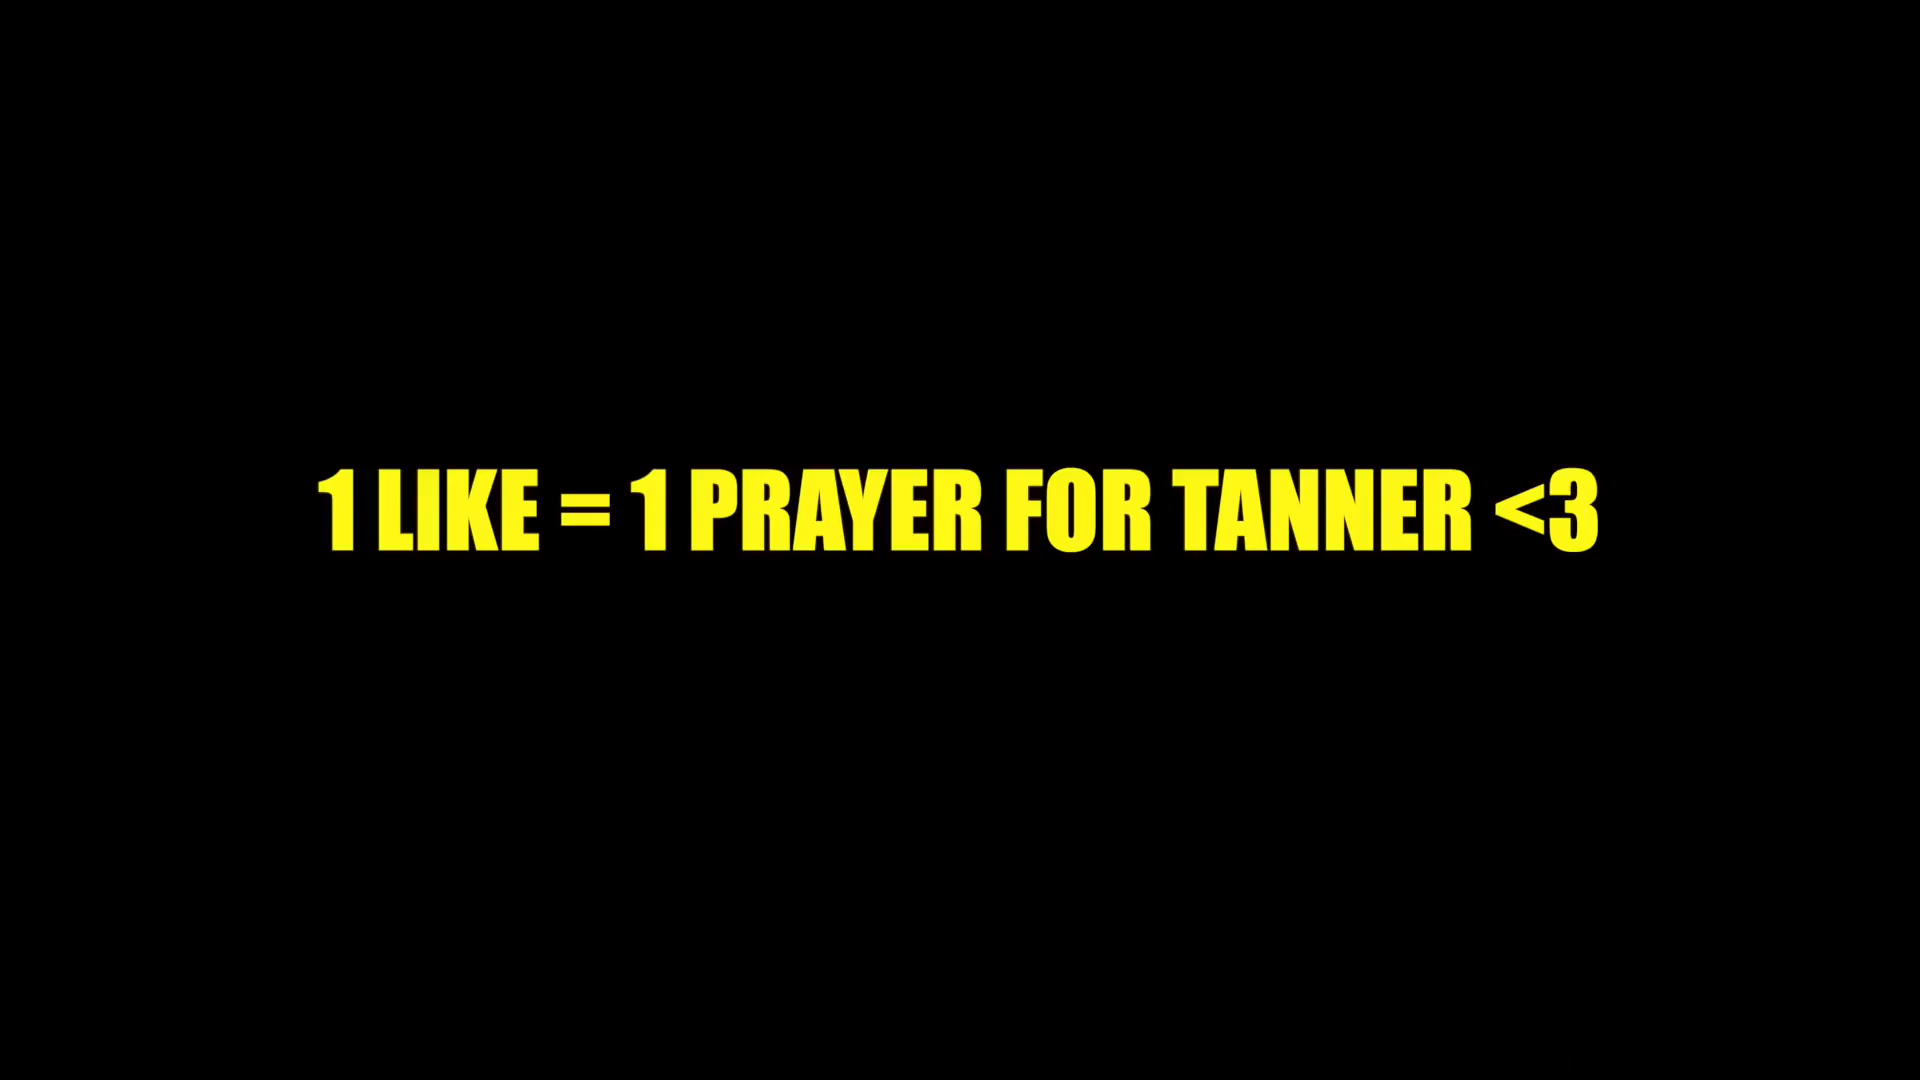 1 LIKE = 1 PRAYER FOR TANNER <3